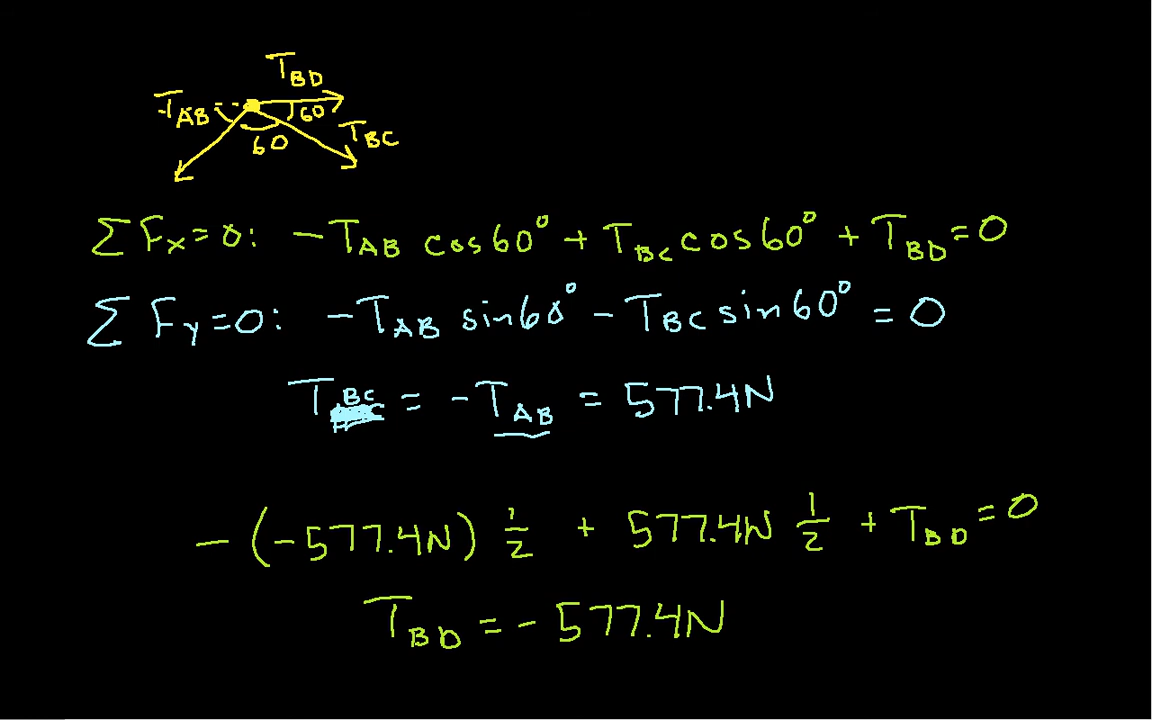 T_BD
T_AB 60 T_BC
60
ΣF_x = 0: -T_AB cos60° + T_BC cos60° + T_BD = 0
ΣF_y = 0: -T_AB sin60° - T_BC sin60° = 0
T_BC = -T_AB = 577.4N
-(-577.4N) 1/2 + 577.4N 1/2 + T_BD = 0
T_BD = -577.4N